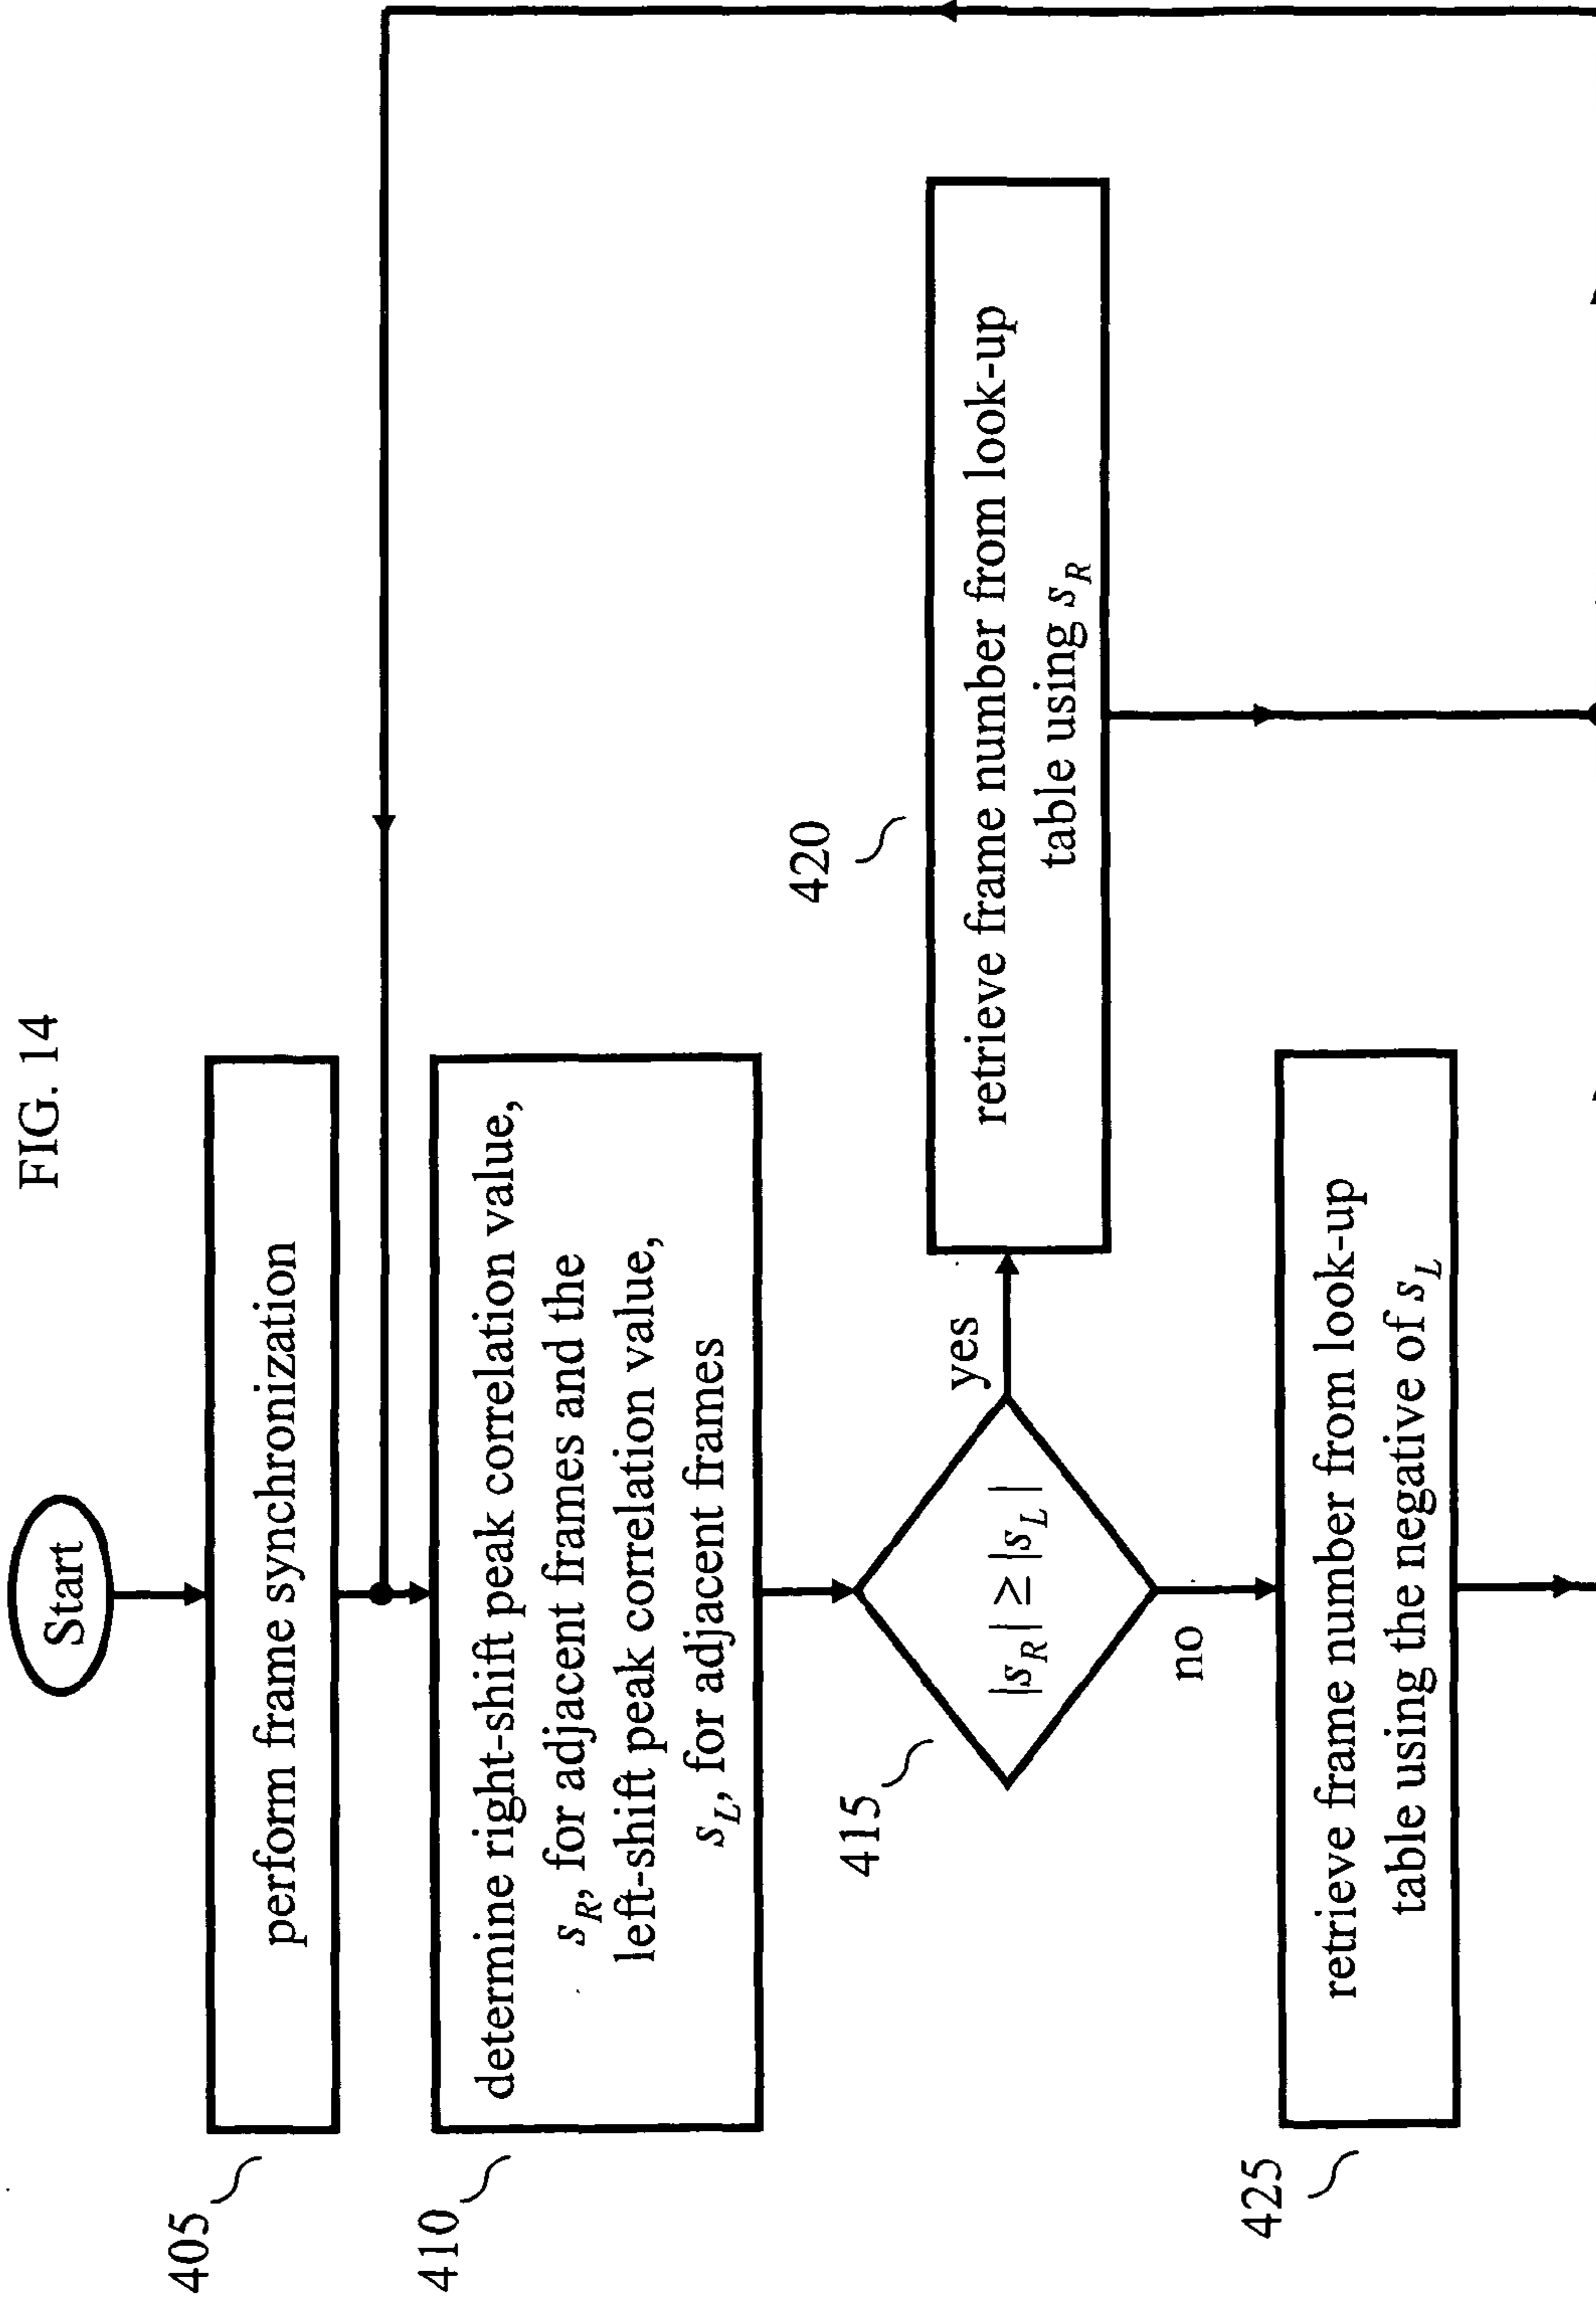 FIG. 14
Start
405
perform frame synchronization
410
determine right-shift peak correlation value,
s_R, for adjacent frames and the
left-shift peak correlation value,
s_L, for adjacent frames
415
|s_R| ≥ |s_L|
yes
no
420
retrieve frame number from look-up
table using s_R
425
retrieve frame number from look-up
table using the negative of s_L